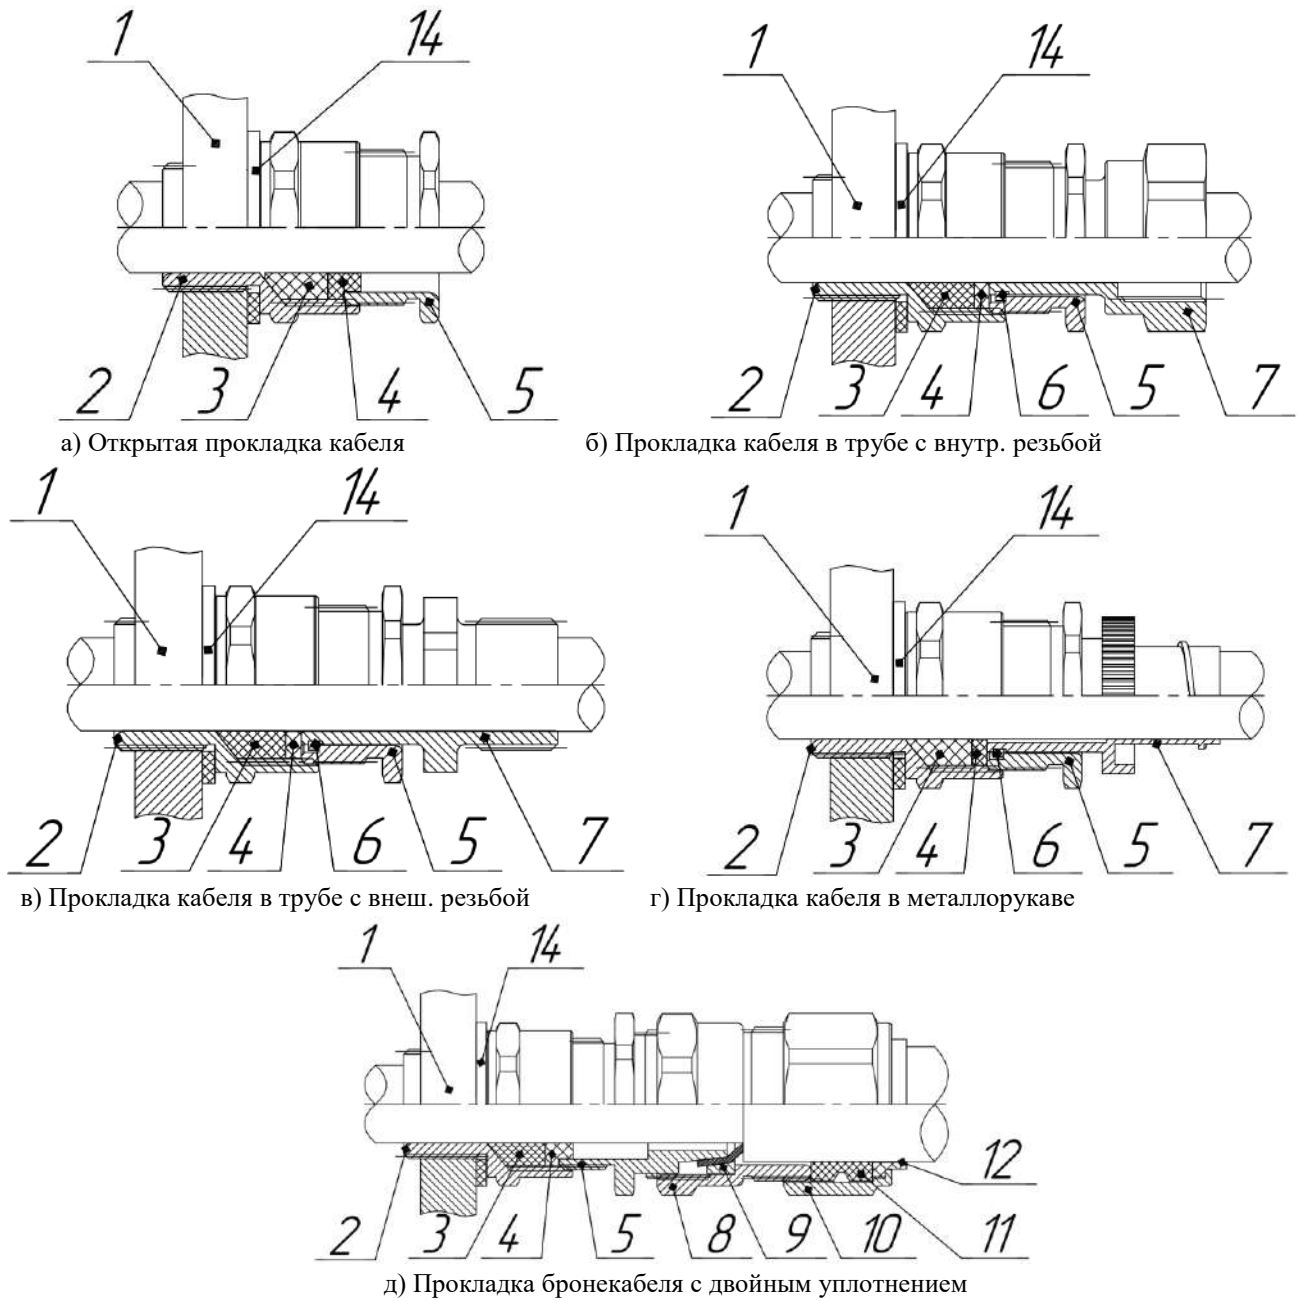 1 14
1 14
2 3 4 5
2 3 4 6 5 7
а) Открытая прокладка кабеля
б) Прокладка кабеля в трубе с внутр. резьбой
1 14
1 14
2 3 4 6 5 7
2 3 4 6 5 7
в) Прокладка кабеля в трубе с внеш. резьбой
г) Прокладка кабеля в металлорукаве
1 14
12
2 3 4 5 8 9 10 11
д) Прокладка бронекабеля с двойным уплотнением